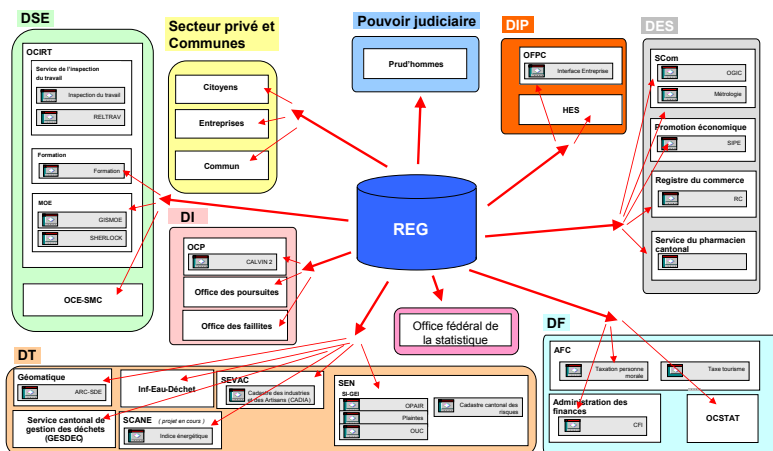 DSE
OCIRT
Service de l'inspection
du travail
Inspection du travail
RELTRAV
Formation
Formation
MOE
GISMOE
SHERLOCK
OCE-SMC
Secteur privé et
Communes
Citoyens
Entreprises
Commun
Pouvoir judiciaire
Prud'hommes
DIP
OFPC
Interface Entreprise
HES
DES
SCom
OGIC
Métrologie
Promotion économique
SIPE
Registre du commerce
RC
Service du pharmacien
cantonal
REG
DI
OCP
CALVIN 2
Office des poursuites
Office des faillites
Office fédéral de
la statistique
DT
Géomatique
ARC-SDE
Inf-Eau-Déchet
SEVAC
Cadastre des industries
et des Artisans (CADIA)
Service cantonal de
gestion des déchets
(GESDEC)
SCANE ( projet en cours )
Indice énergétique
SEN
SI-GEI
OPAIR
Plaintes
OUC
Cadastre cantonal des
risques
DF
AFC
Taxation personne
morale
Taxe tourisme
Administration des
finances
CFI
OCSTAT